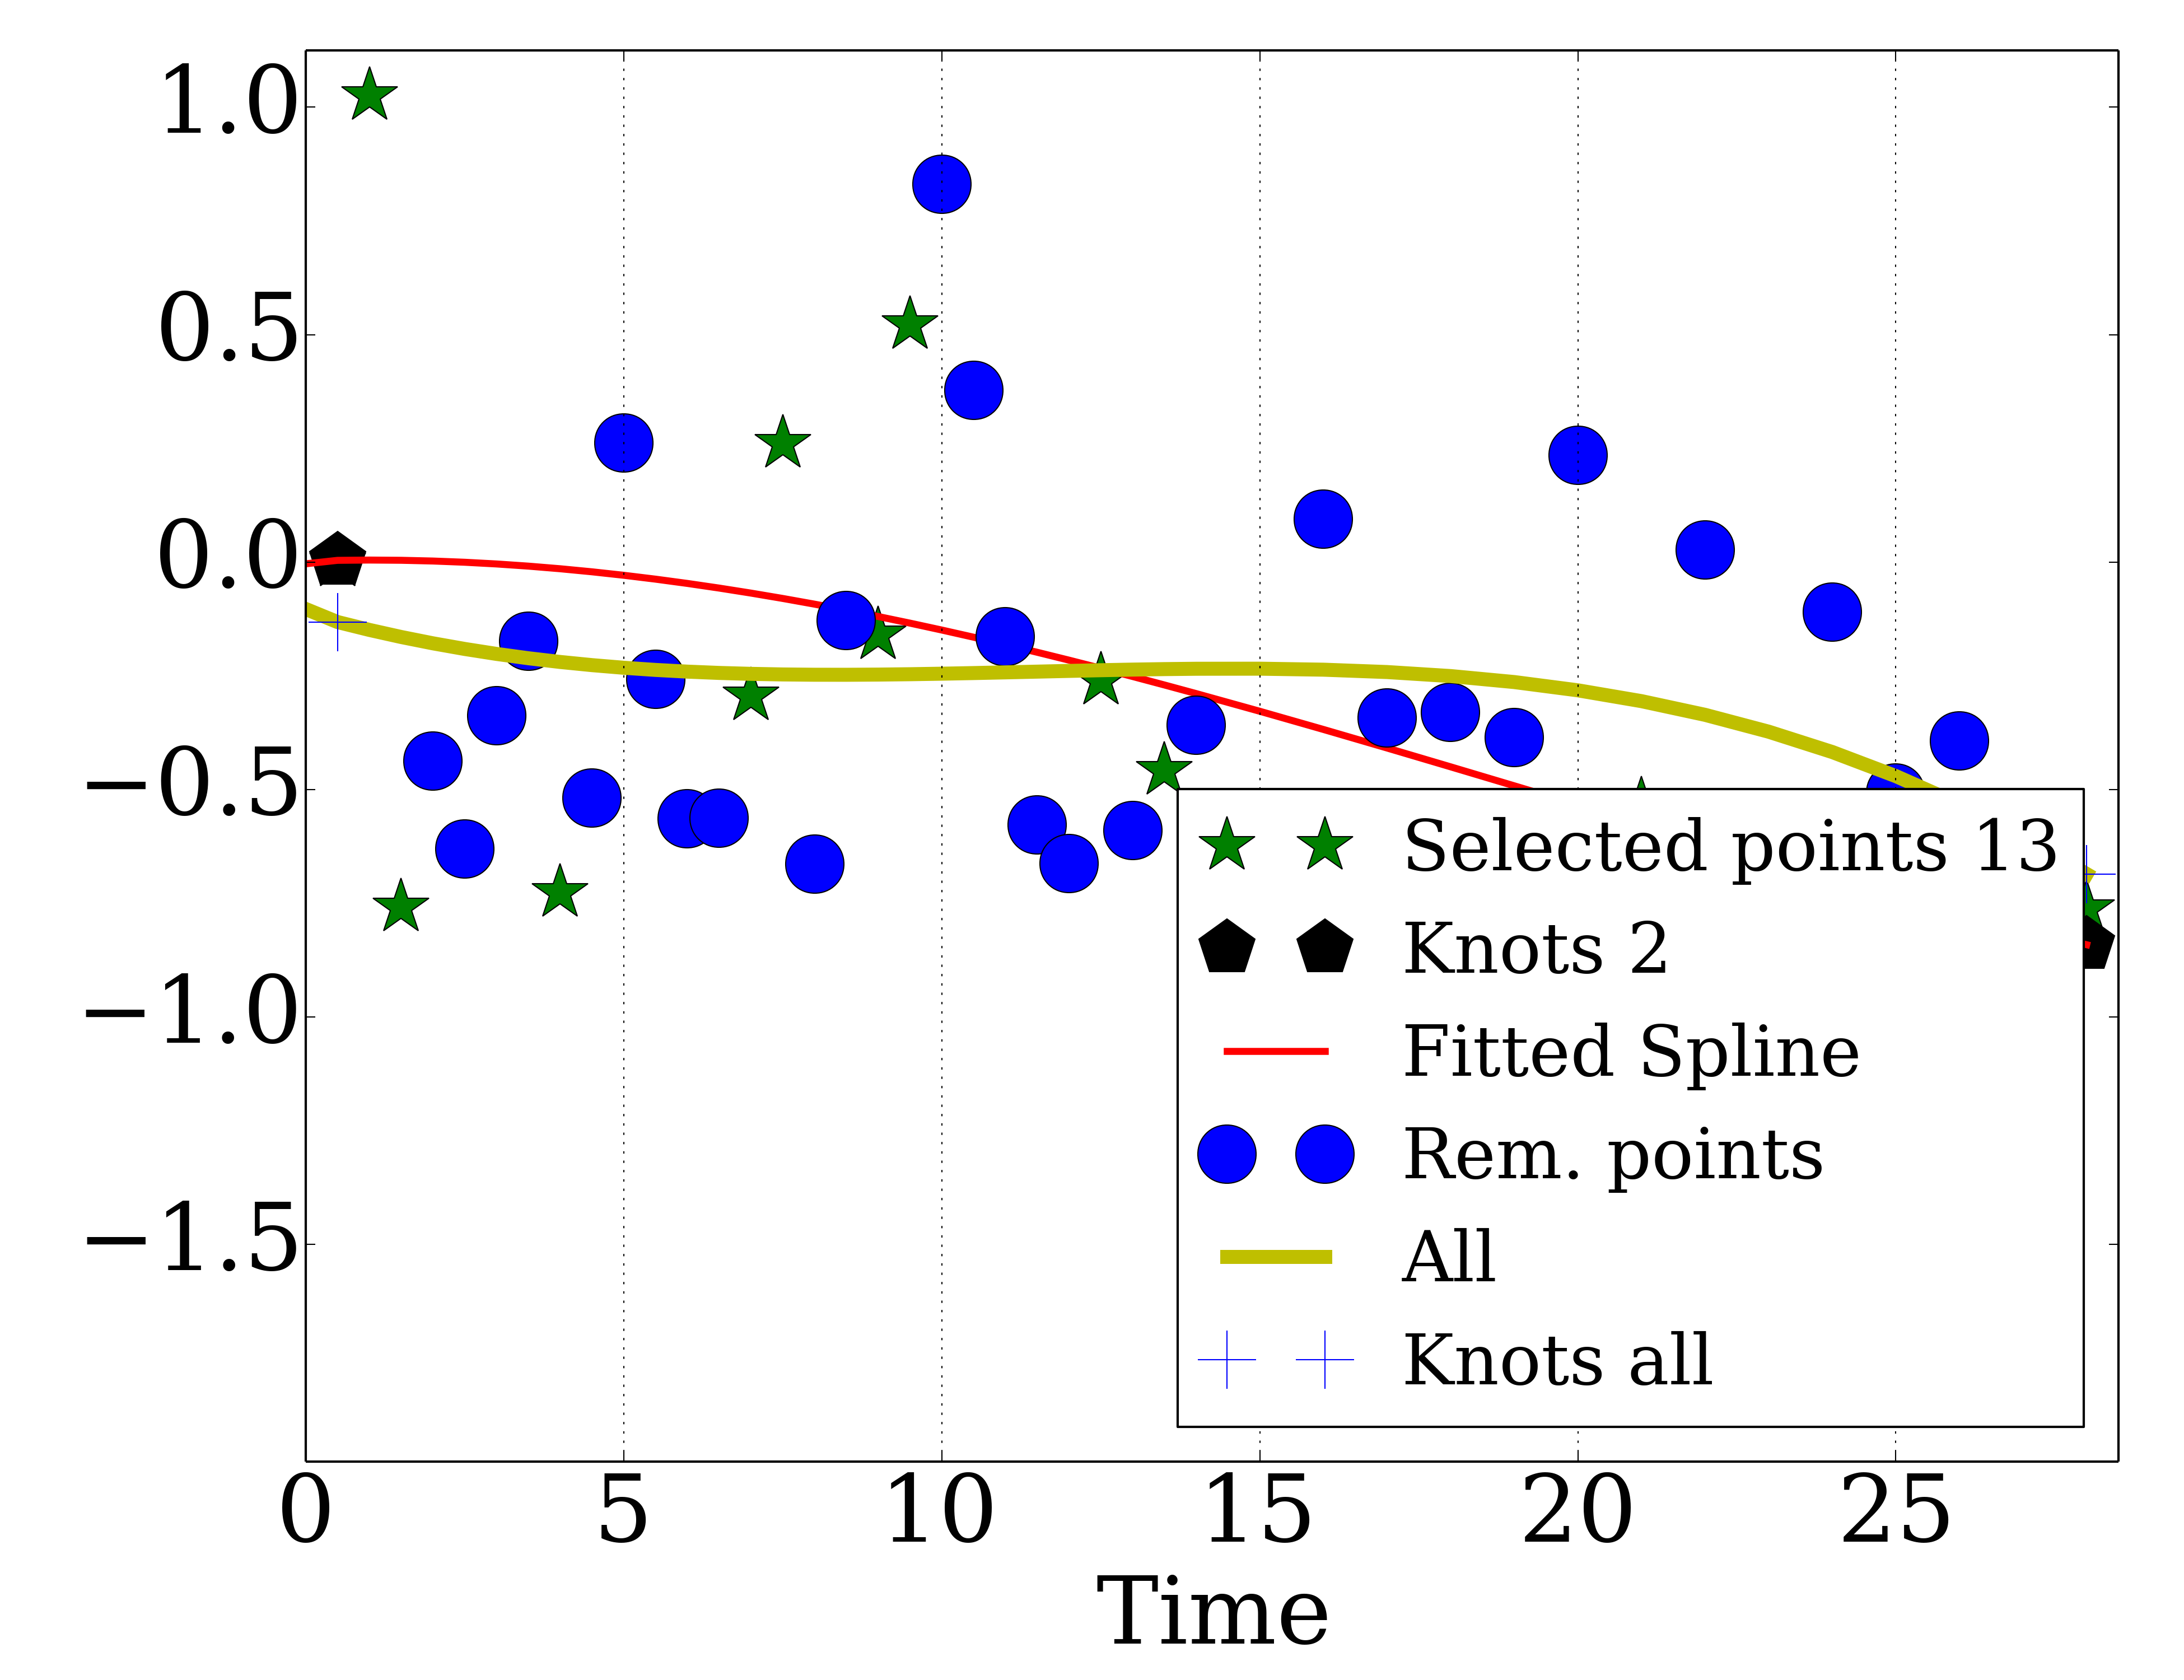 1.0
0.5
0.0
−0.5
−1.0
−1.5
Selected points 13
Knots 2
Fitted Spline
Rem. points
All
Knots all
0 5 10 15 20 25
Time